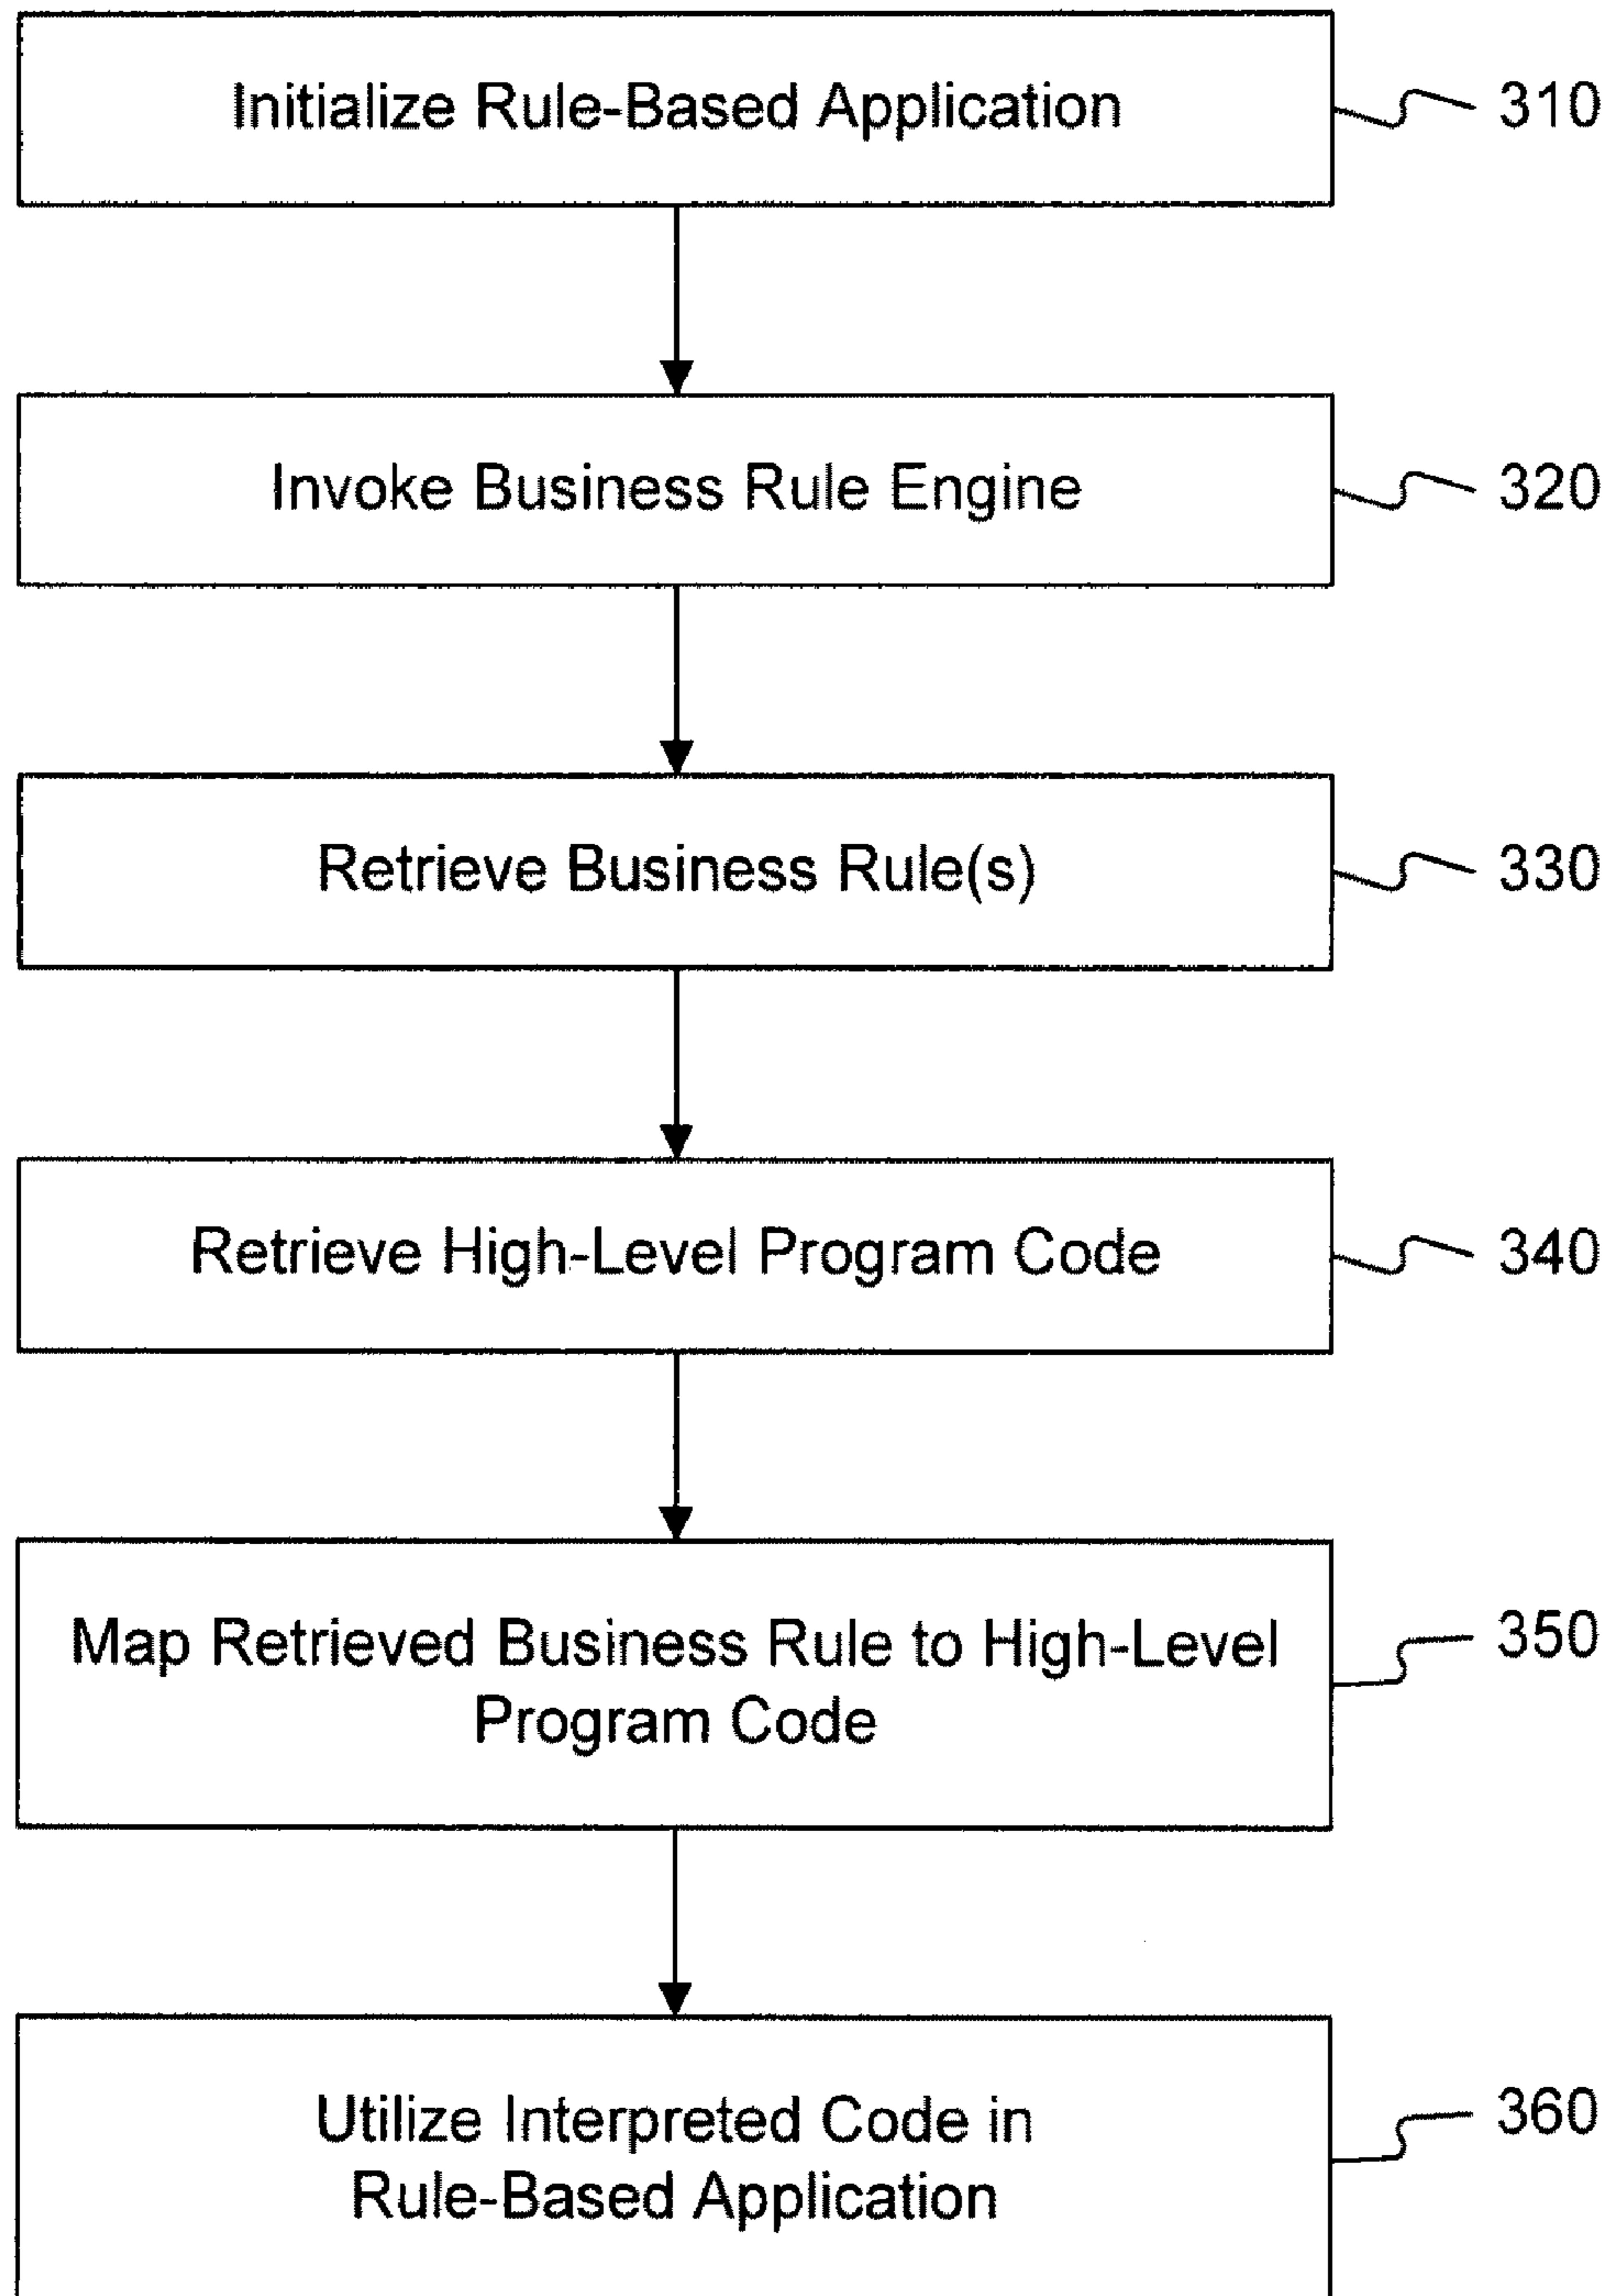 Initialize Rule-Based Application
310
Invoke Business Rule Engine
320
Retrieve Business Rule(s)
330
Retrieve High-Level Program Code
340
Map Retrieved Business Rule to High-Level
Program Code
350
Utilize Interpreted Code in
Rule-Based Application
360